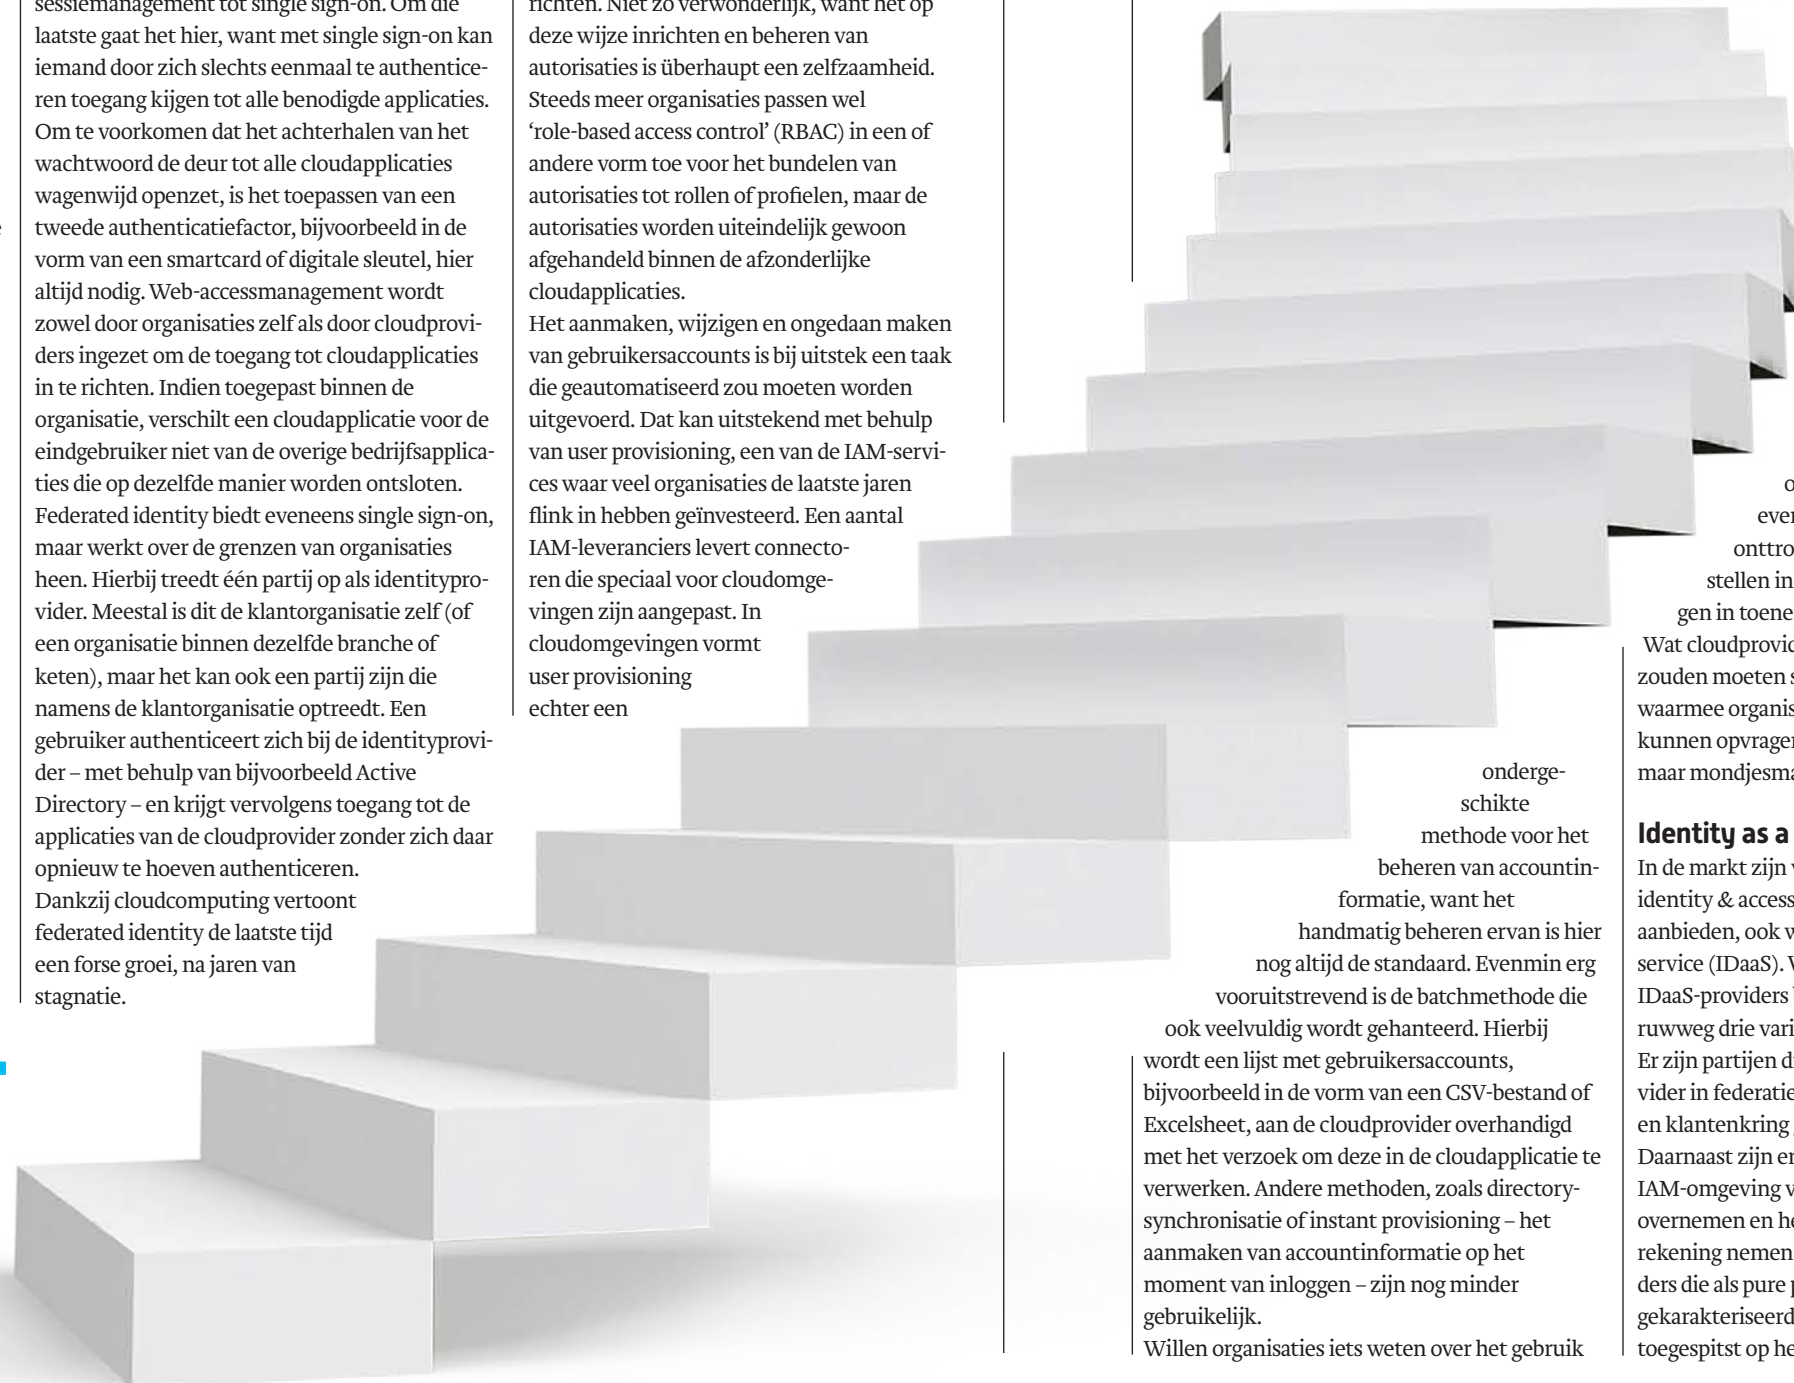 sessiemanagement tot single sign-on. Om die
laatste gaat het hier, want met single sign-on kan
iemand door zich slechts eenmaal te authentice-
ren toegang kijgen tot alle benodigde applicaties.
Om te voorkomen dat het achterhalen van het
wachtwoord de deur tot alle cloudapplicaties
wagenwijd openzet, is het toepassen van een
tweede authenticatiefactor, bijvoorbeeld in de
vorm van een smartcard of digitale sleutel, hier
altijd nodig. Web-accessmanagement wordt
zowel door organisaties zelf als door cloudprovi-
ders ingezet om de toegang tot cloudapplicaties
in te richten. Indien toegepast binnen de
organisatie, verschilt een cloudapplicatie voor de
eindgebruiker niet van de overige bedrijfsapplica-
ties die op dezelfde manier worden ontsloten.
Federated identity biedt eveneens single sign-on,
maar werkt over de grenzen van organisaties
heen. Hierbij treedt één partij op als identitypro-
vider. Meestal is dit de klantorganisatie zelf (of
een organisatie binnen dezelfde branche of
keten), maar het kan ook een partij zijn die
namens de klantorganisatie optreedt. Een
gebruiker authenticeert zich bij de identityprovi-
der – met behulp van bijvoorbeeld Active
Directory – en krijgt vervolgens toegang tot de
applicaties van de cloudprovider zonder zich daar
opnieuw te hoeven authenticeren.
Dankzij cloudcomputing vertoont
federated identity de laatste tijd
een forse groei, na jaren van
stagnatie.
richten. Niet zo verwonderlijk, want het op
deze wijze inrichten en beheren van
autorisaties is überhaupt een zelfzaamheid.
Steeds meer organisaties passen wel
‘role-based access control’ (RBAC) in een of
andere vorm toe voor het bundelen van
autorisaties tot rollen of profielen, maar de
autorisaties worden uiteindelijk gewoon
afgehandeld binnen de afzonderlijke
cloudapplicaties.
Het aanmaken, wijzigen en ongedaan maken
van gebruikersaccounts is bij uitstek een taak
die geautomatiseerd zou moeten worden
uitgevoerd. Dat kan uitstekend met behulp
van user provisioning, een van de IAM-servi-
ces waar veel organisaties de laatste jaren
flink in hebben geïnvesteerd. Een aantal
IAM-leveranciers levert connecto-
ren die speciaal voor cloudomge-
vingen zijn aangepast. In
cloudomgevingen vormt
user provisioning
echter een
onderge-
schikte
methode voor het
beheren van accountin-
formatie, want het
handmatig beheren ervan is hier
nog altijd de standaard. Evenmin erg
vooruitstrevend is de batchmethode die
ook veelvuldig wordt gehanteerd. Hierbij
wordt een lijst met gebruikersaccounts,
bijvoorbeeld in de vorm van een CSV-bestand of
Excelsheet, aan de cloudprovider overhandigd
met het verzoek om deze in de cloudapplicatie te
verwerken. Andere methoden, zoals directory-
synchronisatie of instant provisioning – het
aanmaken van accountinformatie op het
moment van inloggen – zijn nog minder
gebruikelijk.
Willen organisaties iets weten over het gebruik
ever
onttro
stellen in
gen in toene
Wat cloudprovid
zouden moeten s
waarmee organis
kunnen opvragen
maar mondjesma
Identity as a
In de markt zijn v
identity & access
aanbieden, ook w
service (IDaaS). W
IDaaS-providers
ruwweg drie vari
Er zijn partijen di
vider in federatie
en klantenkring
Daarnaast zijn er
IAM-omgeving v
overnemen en he
rekening nemen
ders die als pure p
gekarakteriseerd
toegespitst op he